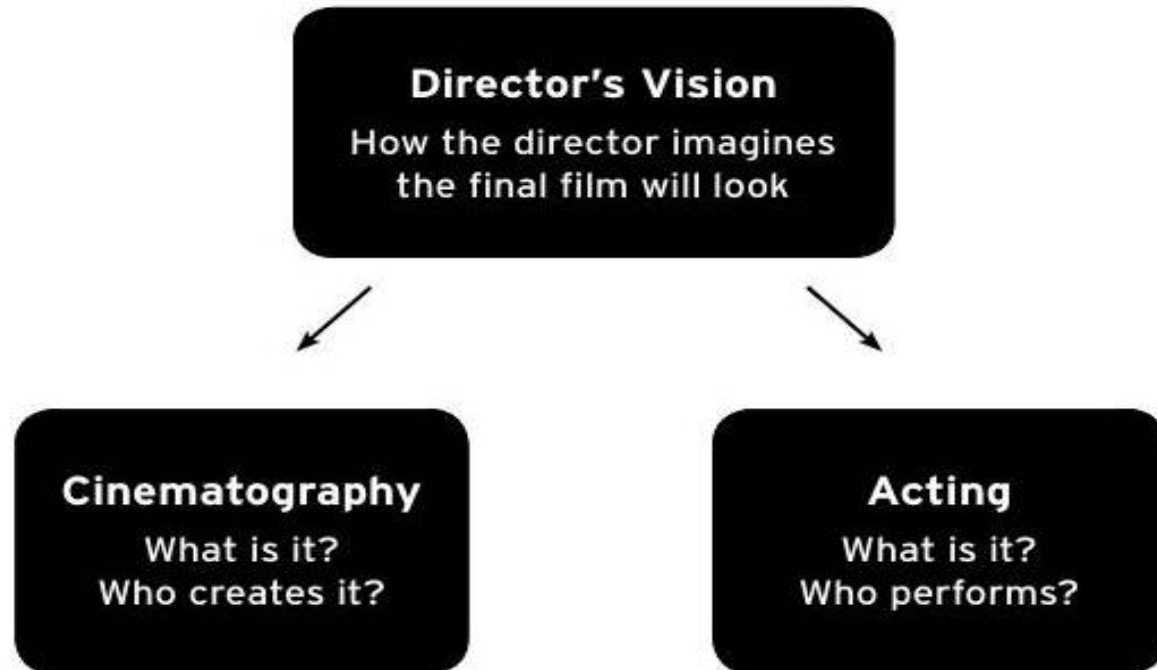 Director’s Vision
How the director imagines
the final film will look
Cinematography
What is it?
Who creates it?
Acting
What is it?
Who performs?